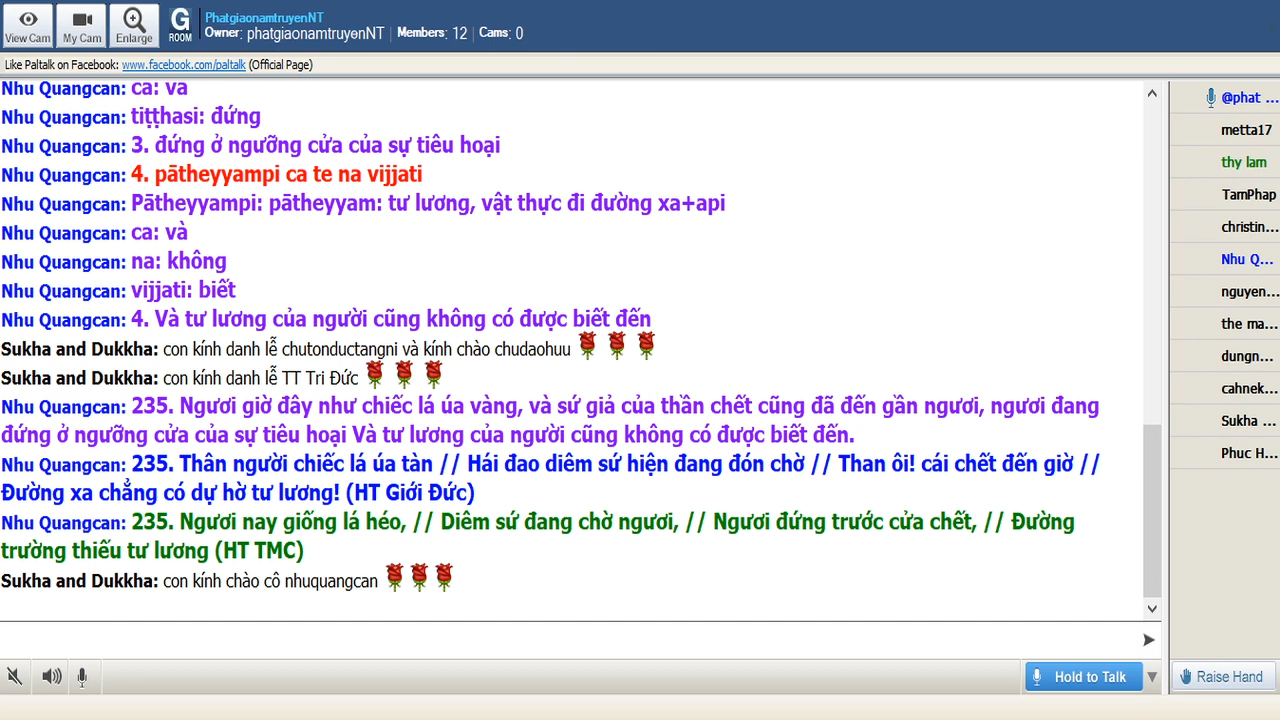 View Cam
My Cam
Enlarge
G
ROOM
PhatgiaonamtruyenNT
Owner: phatgiaonamtruyenNT | Members: 12 | Cams: 0
Like Paltalk on Facebook: www.facebook.com/paltalk (Official Page)
Nhu Quangcan: ca: và
Nhu Quangcan: tiṭṭhasi: đứng
Nhu Quangcan: 3. đứng ở ngưỡng cửa của sự tiêu hoại
Nhu Quangcan: 4. pātheyyampi ca te na vijjati
Nhu Quangcan: Pātheyyampi: pātheyyam: tư lương, vật thực đi đường xa+api
Nhu Quangcan: ca: và
Nhu Quangcan: na: không
Nhu Quangcan: vijjati: biết
Nhu Quangcan: 4. Và tư lương của người cũng không có được biết đến
Sukha and Dukkha: con kính danh lễ chutonductangni và kính chào chudaohuu
Sukha and Dukkha: con kính danh lễ TT Tri Đức
Nhu Quangcan: 235. Ngươi giờ đây như chiếc lá úa vàng, và sứ giả của thần chết cũng đã đến gần ngươi, ngươi đang
đứng ở ngưỡng cửa của sự tiêu hoại Và tư lương của người cũng không có được biết đến.
Nhu Quangcan: 235. Thân người chiếc lá úa tàn // Hái đao diêm sứ hiện đang đón chờ // Than ôi! cái chết đến giờ //
Đường xa chẳng có dự hờ tư lương! (HT Giới Đức)
Nhu Quangcan: 235. Ngươi nay giống lá héo, // Diêm sứ đang chờ ngươi, // Ngươi đứng trước cửa chết, // Đường
trường thiếu tư lương (HT TMC)
Sukha and Dukkha: con kính chào cô nhuquangcan
@phat ...
metta17
thy lam
TamPhap
christin...
Nhu Q...
nguyen...
the ma...
dungn...
cahnek...
Sukha ...
Phuc H...
Hold to Talk
Raise Hand